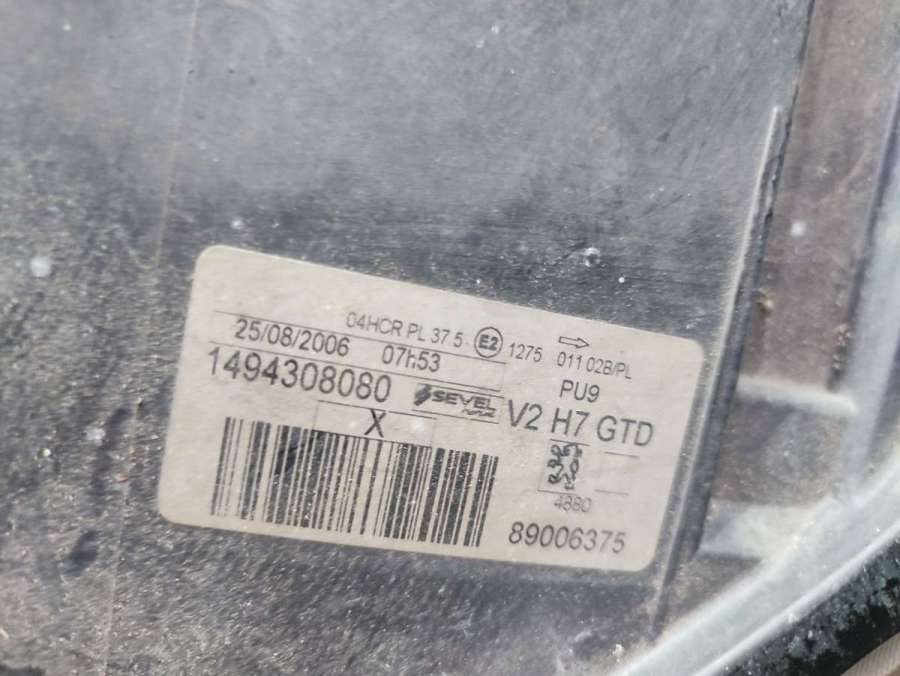 04HCR PL 37 5 E2 1275 011 02B/PL
25/08/2006 07h53 PU9
1494308080 SEVEL V2 H7 GTD
X
4880
89006375